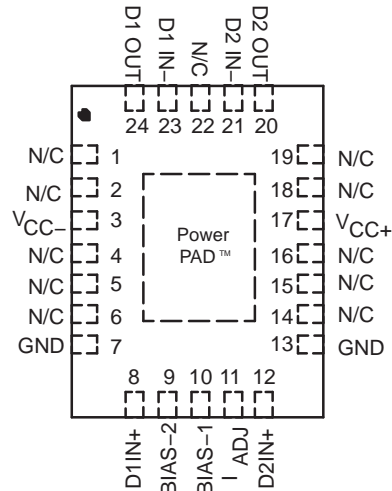 D1 OUT
D1 IN−
N/C
D2 IN−
D2 OUT
24 23 22 21 20
N/C 1 19 N/C
N/C 2 18 N/C
VCC− 3 17 VCC+
N/C 4 16 N/C
N/C 5 15 N/C
N/C 6 14 N/C
GND 7 13 GND
Power
PAD™
8 9 10 11 12
D1IN+
BIAS−2
BIAS−1
I ADJ
D2IN+